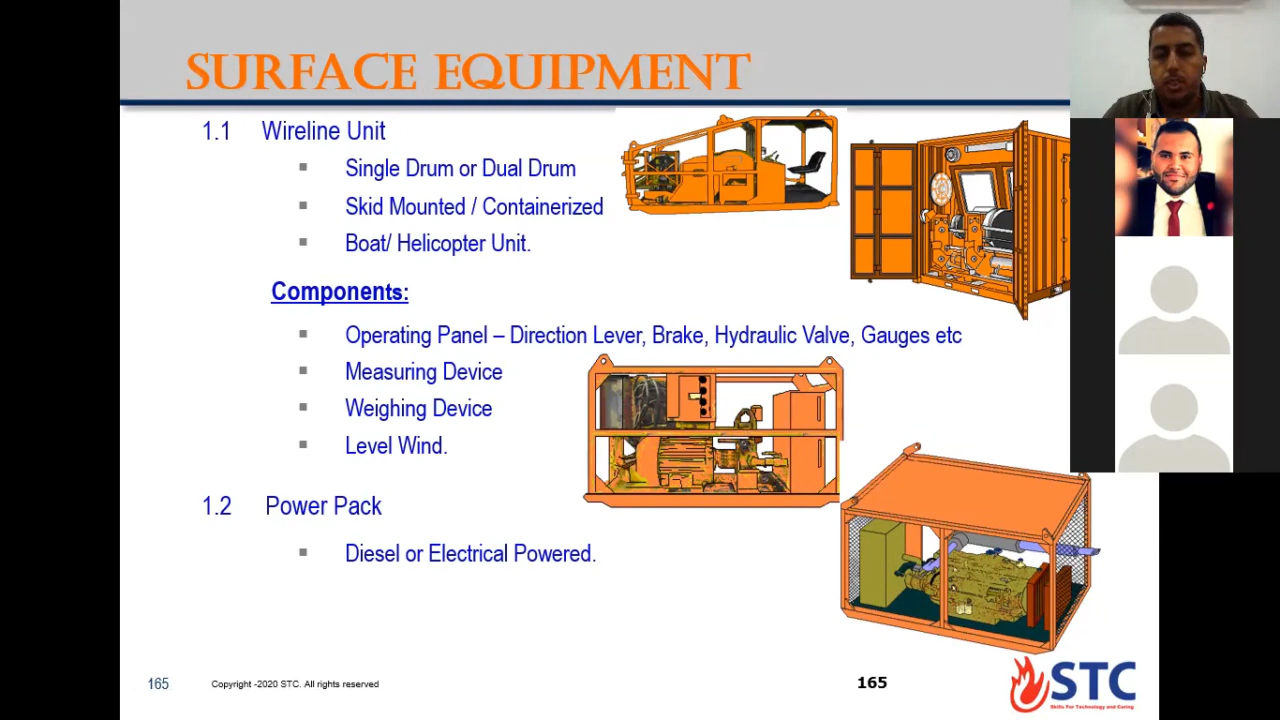 SURFACE EQUIPMENT
1.1 Wireline Unit
Single Drum or Dual Drum
Skid Mounted / Containerized
Boat/ Helicopter Unit.
Components:
Operating Panel – Direction Lever, Brake, Hydraulic Valve, Gauges etc
Measuring Device
Weighing Device
Level Wind.
1.2 Power Pack
Diesel or Electrical Powered.
165
Copyright -2020 STC. All rights reserved
165
STC
Skills For Technology and Caring